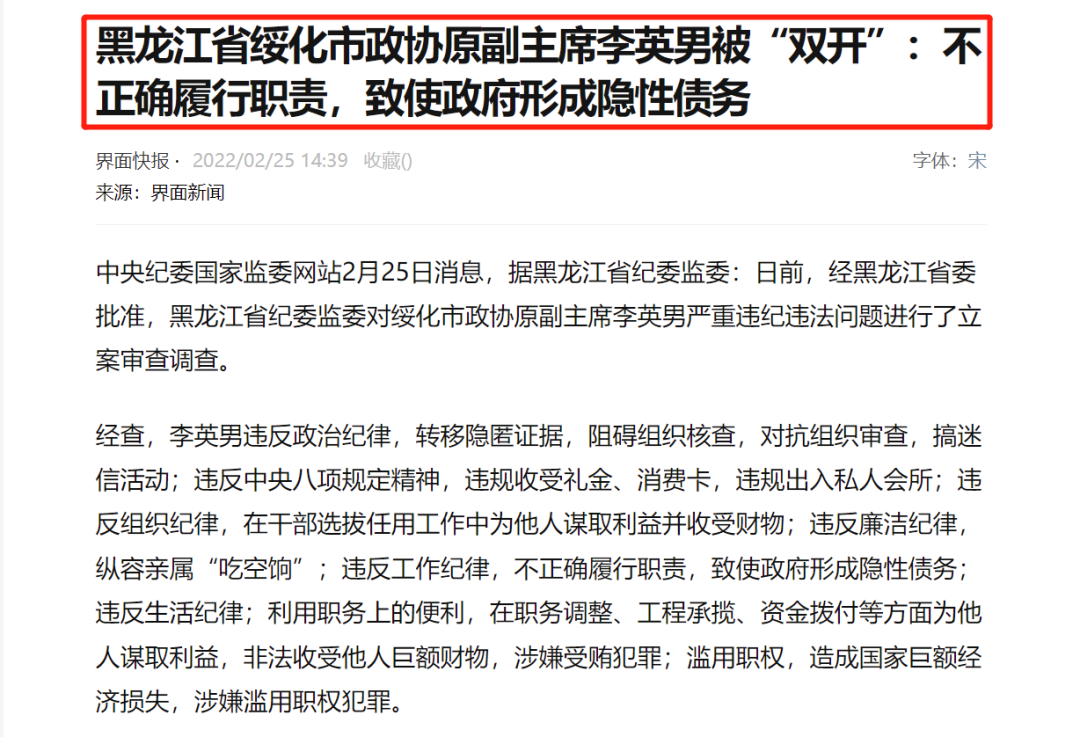 黑龙江省绥化市政协原副主席李英男被“双开”：不
正确履行职责，致使政府形成隐性债务
界面快报· 2022/02/25 14:39 收藏() 字体：宋
来源：界面新闻
中央纪委国家监委网站2月25日消息，据黑龙江省纪委监委：日前，经黑龙江省委
批准，黑龙江省纪委监委对绥化市政协原副主席李英男严重违纪违法问题进行了立
案审查调查。
经查，李英男违反政治纪律，转移隐匿证据，阻碍组织核查，对抗组织审查，搞迷
信活动；违反中央八项规定精神，违规收受礼金、消费卡，违规出入私人会所；违
反组织纪律，在干部选拔任用工作中为他人谋取利益并收受财物；违反廉洁纪律，
纵容亲属“吃空饷”；违反工作纪律，不正确履行职责，致使政府形成隐性债务；
违反生活纪律；利用职务上的便利，在职务调整、工程承揽、资金拨付等方面为他
人谋取利益，非法收受他人巨额财物，涉嫌受贿犯罪；滥用职权，造成国家巨额经
济损失，涉嫌滥用职权犯罪。